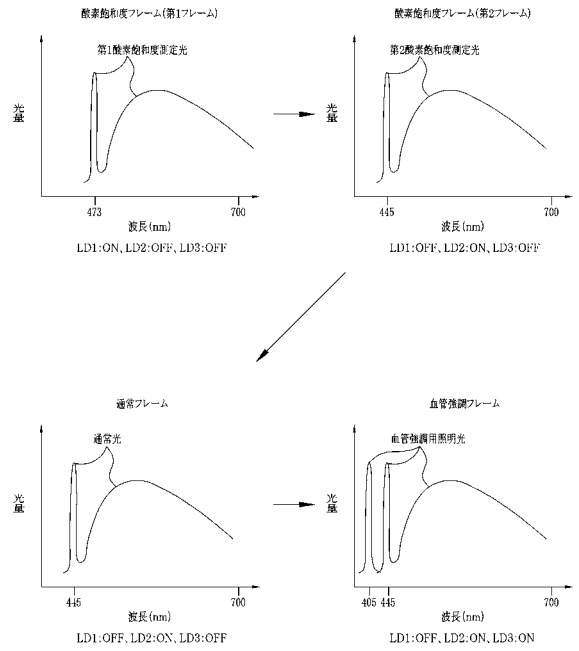 酸素飽和度フレーム(第1フレーム)
第1酸素飽和度測定光
光量
473
700
波長(nm)
LD1:ON、LD2:OFF、LD3:OFF
酸素飽和度フレーム(第2フレーム)
第2酸素飽和度測定光
光量
445
700
波長(nm)
LD1:OFF、LD2:ON、LD3:OFF
通常フレーム
通常光
光量
445
700
波長(nm)
LD1:OFF、LD2:ON、LD3:OFF
血管強調フレーム
血管強調用照明光
光量
405 445
700
波長(nm)
LD1:OFF、LD2:ON、LD3:ON